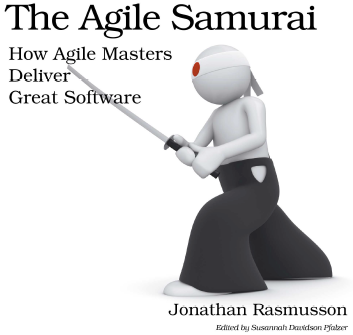 The Agile Samurai
How Agile Masters
Deliver
Great Software
Jonathan Rasmusson
Edited by Susannah Davidson Pfalzer